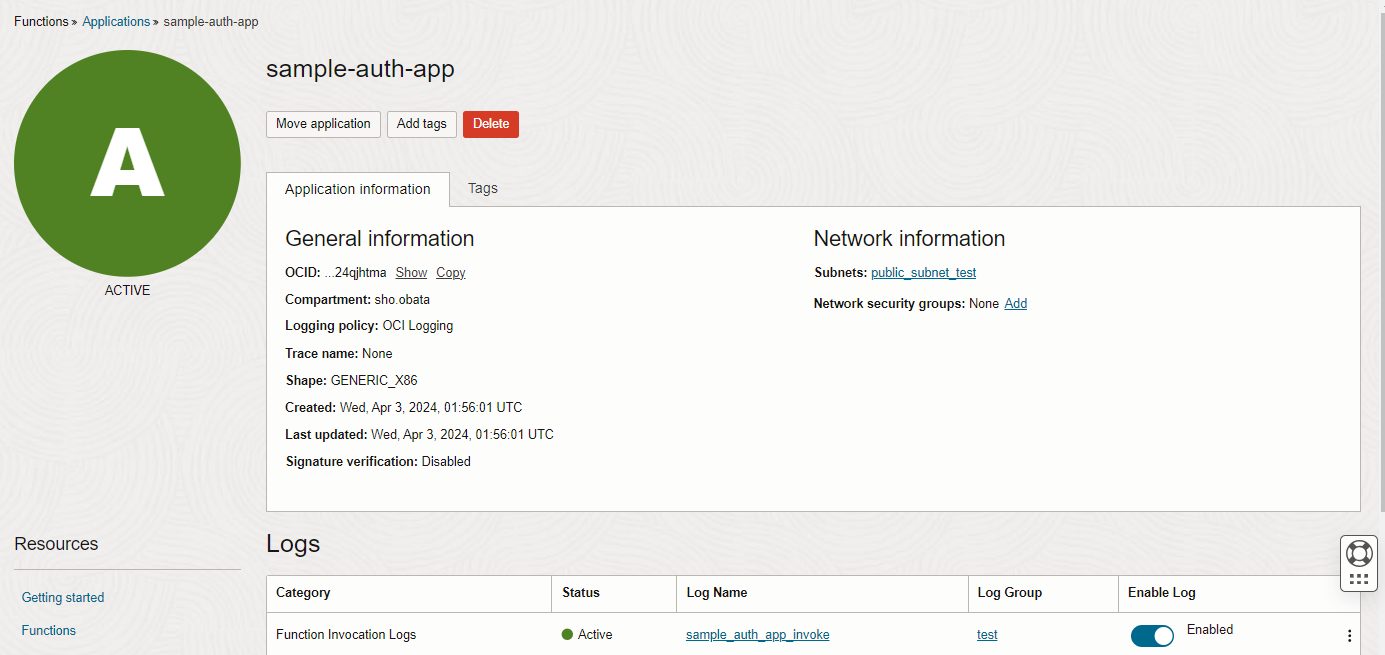 Functions » Applications » sample-auth-app
A
ACTIVE
sample-auth-app
Move application Add tags Delete
Application information Tags
General information
OCID: ...24qjhtma Show Copy
Compartment: sho.obata
Logging policy: OCI Logging
Trace name: None
Shape: GENERIC_X86
Created: Wed, Apr 3, 2024, 01:56:01 UTC
Last updated: Wed, Apr 3, 2024, 01:56:01 UTC
Signature verification: Disabled
Network information
Subnets: public_subnet_test
Network security groups: None Add
Resources
Getting started
Functions
Logs
Category Status Log Name Log Group Enable Log
Function Invocation Logs Active sample_auth_app_invoke test Enabled